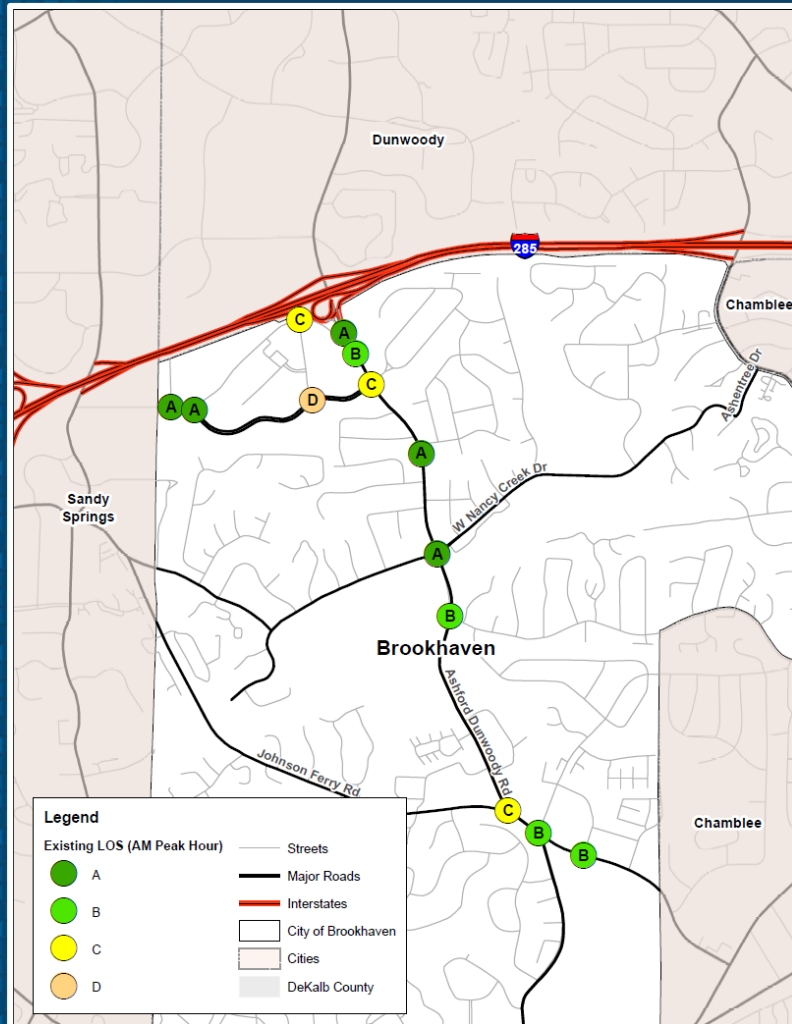 Dunwoody
285
Chamblee
C
A
B
C
D
A
A
Ashentree Dr
A
W Nancy Creek Dr
Sandy
Springs
A
B
Brookhaven
Ashford Dunwoody Rd
Johnson Ferry Rd
C
B
B
Chamblee
Legend
Existing LOS (AM Peak Hour)
A
B
C
D
Streets
Major Roads
Interstates
City of Brookhaven
Cities
DeKalb County